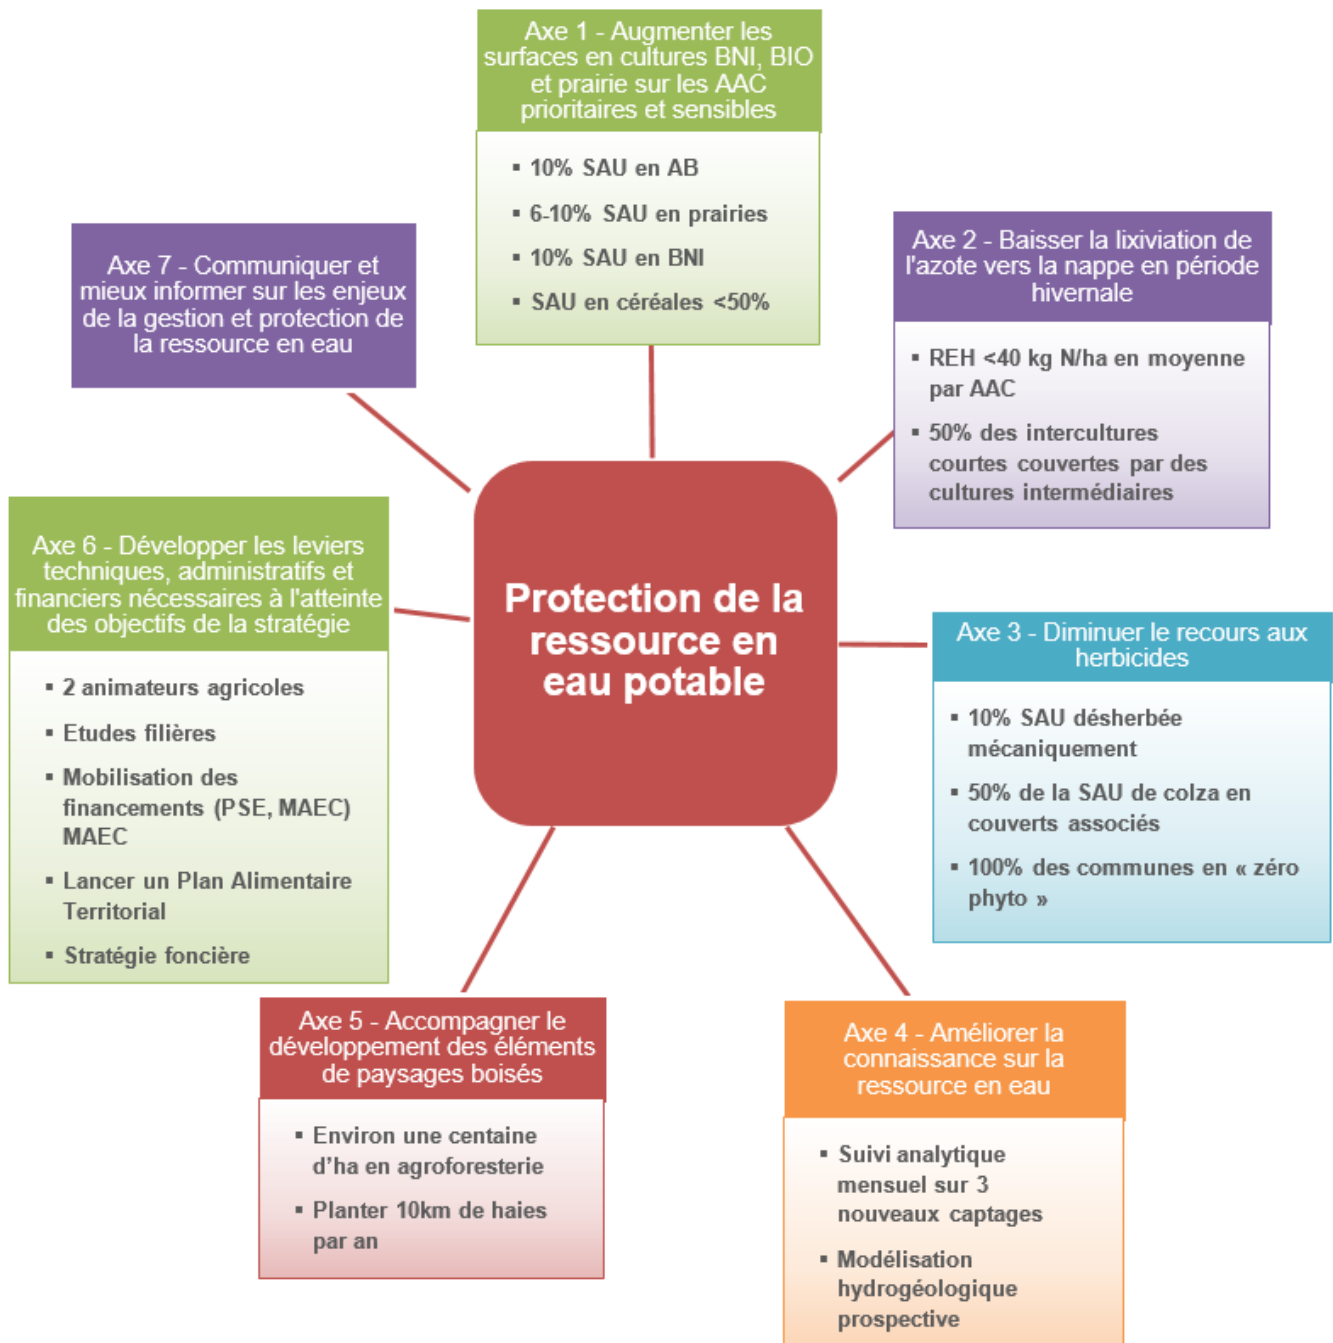 Axe 1 - Augmenter les
surfaces en cultures BNI, BIO
et prairie sur les AAC
prioritaires et sensibles
▪ 10% SAU en AB
▪ 6-10% SAU en prairies
▪ 10% SAU en BNI
▪ SAU en céréales <50%
Axe 2 - Baisser la lixiviation de
l'azote vers la nappe en période
hivernale
▪ REH <40 kg N/ha en moyenne
par AAC
▪ 50% des intercultures
courtes couvertes par des
cultures intermédiaires
Axe 3 - Diminuer le recours aux
herbicides
▪ 10% SAU désherbée
mécaniquement
▪ 50% de la SAU de colza en
couverts associés
▪ 100% des communes en « zéro
phyto »
Axe 4 - Améliorer la
connaissance sur la
ressource en eau
▪ Suivi analytique
mensuel sur 3
nouveaux captages
▪ Modélisation
hydrogéologique
prospective
Axe 5 - Accompagner le
développement des éléments
de paysages boisés
▪ Environ une centaine
d'ha en agroforesterie
▪ Planter 10km de haies
par an
Axe 6 - Développer les leviers
techniques, administratifs et
financiers nécessaires à l'atteinte
des objectifs de la stratégie
▪ 2 animateurs agricoles
▪ Etudes filières
▪ Mobilisation des
financements (PSE, MAEC)
MAEC
▪ Lancer un Plan Alimentaire
Territorial
▪ Stratégie foncière
Axe 7 - Communiquer et
mieux informer sur les enjeux
de la gestion et protection de
la ressource en eau
Protection de la
ressource en
eau potable